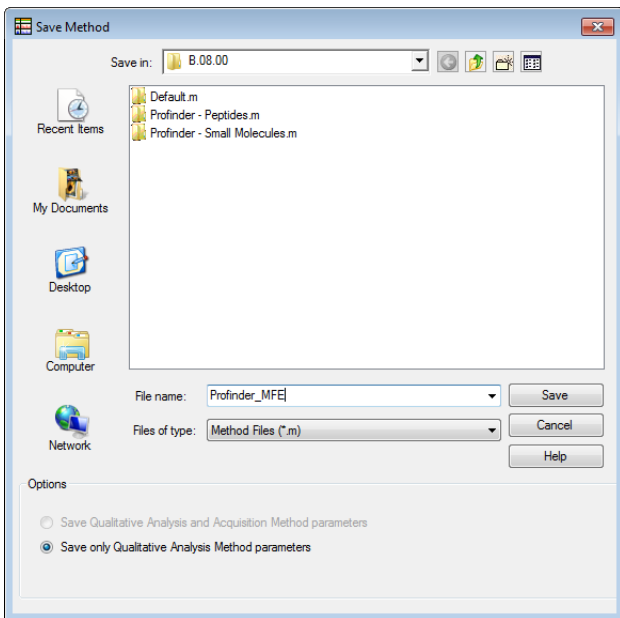 Save Method
Save in:
B.08.00
Default.m
Profinder - Peptides.m
Profinder - Small Molecules.m
Recent Items
My Documents
Desktop
Computer
Network
File name:
Profinder_MFE
Save
Files of type:
Method Files (*.m)
Cancel
Help
Options
Save Qualitative Analysis and Acquisition Method parameters
Save only Qualitative Analysis Method parameters